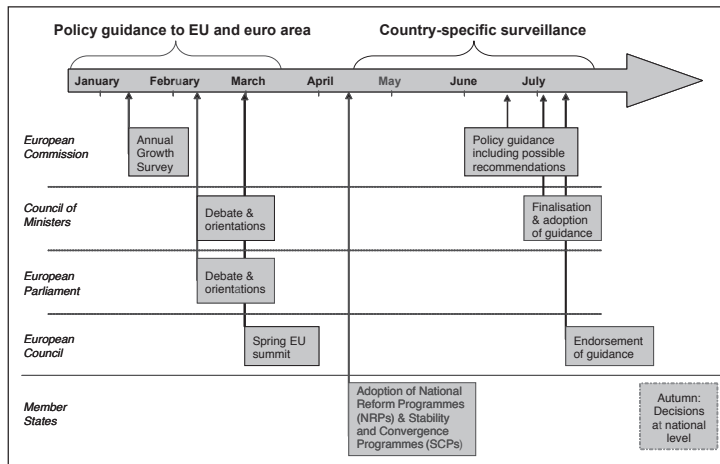 Policy guidance to EU and euro area
Country-specific surveillance
January
February
March
April
May
June
July
European
Commission
Annual
Growth
Survey
Policy guidance
including possible
recommendations
Council of
Ministers
Debate &
orientations
Finalisation
& adoption
of guidance
European
Parliament
Debate &
orientations
European
Council
Spring EU
summit
Endorsement
of guidance
Member
States
Adoption of National
Reform Programmes
(NRPs) & Stability
and Convergence
Programmes (SCPs)
Autumn:
Decisions
at national
level